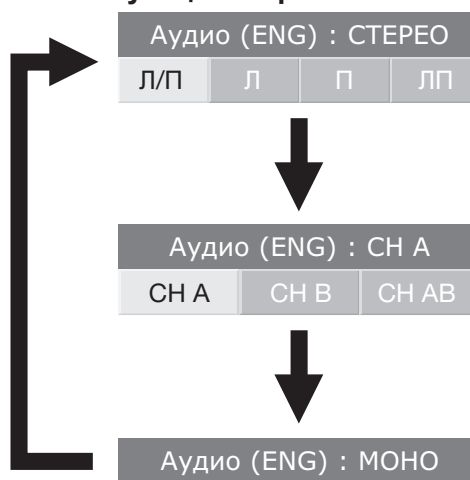 Аудио (ENG) : СТЕРЕО
Л/П Л П ЛП
Аудио (ENG) : CH A
CH A CH B CH AB
Аудио (ENG) : МОНО